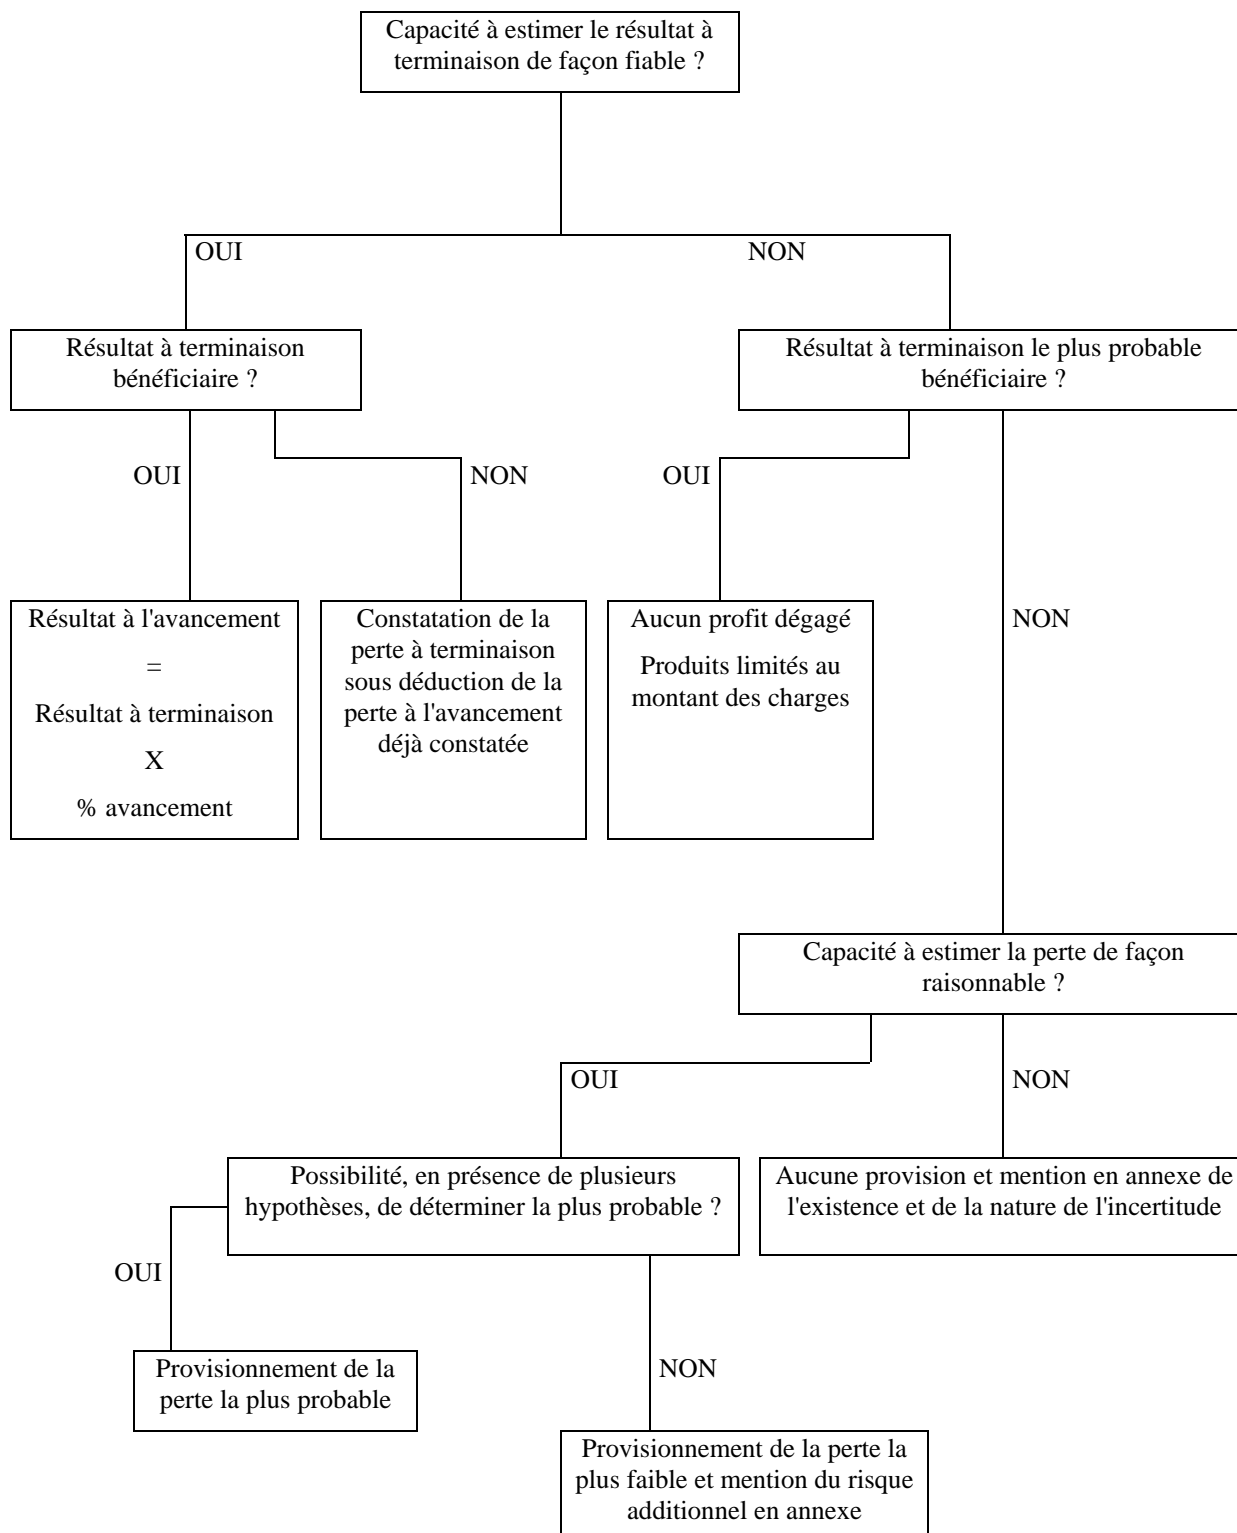 Capacité à estimer le résultat à
terminaison de façon fiable ?
OUI
NON
Résultat à terminaison
bénéficiaire ?
Résultat à terminaison le plus probable
bénéficiaire ?
OUI
NON
OUI
NON
Résultat à l'avancement
=
Résultat à terminaison
X
% avancement
Constatation de la
perte à terminaison
sous déduction de la
perte à l'avancement
déjà constatée
Aucun profit dégagé
Produits limités au
montant des charges
Capacité à estimer la perte de façon
raisonnable ?
OUI
NON
Possibilité, en présence de plusieurs
hypothèses, de déterminer la plus probable ?
Aucune provision et mention en annexe de
l'existence et de la nature de l'incertitude
OUI
NON
Provisionnement de la
perte la plus probable
Provisionnement de la perte la
plus faible et mention du risque
additionnel en annexe